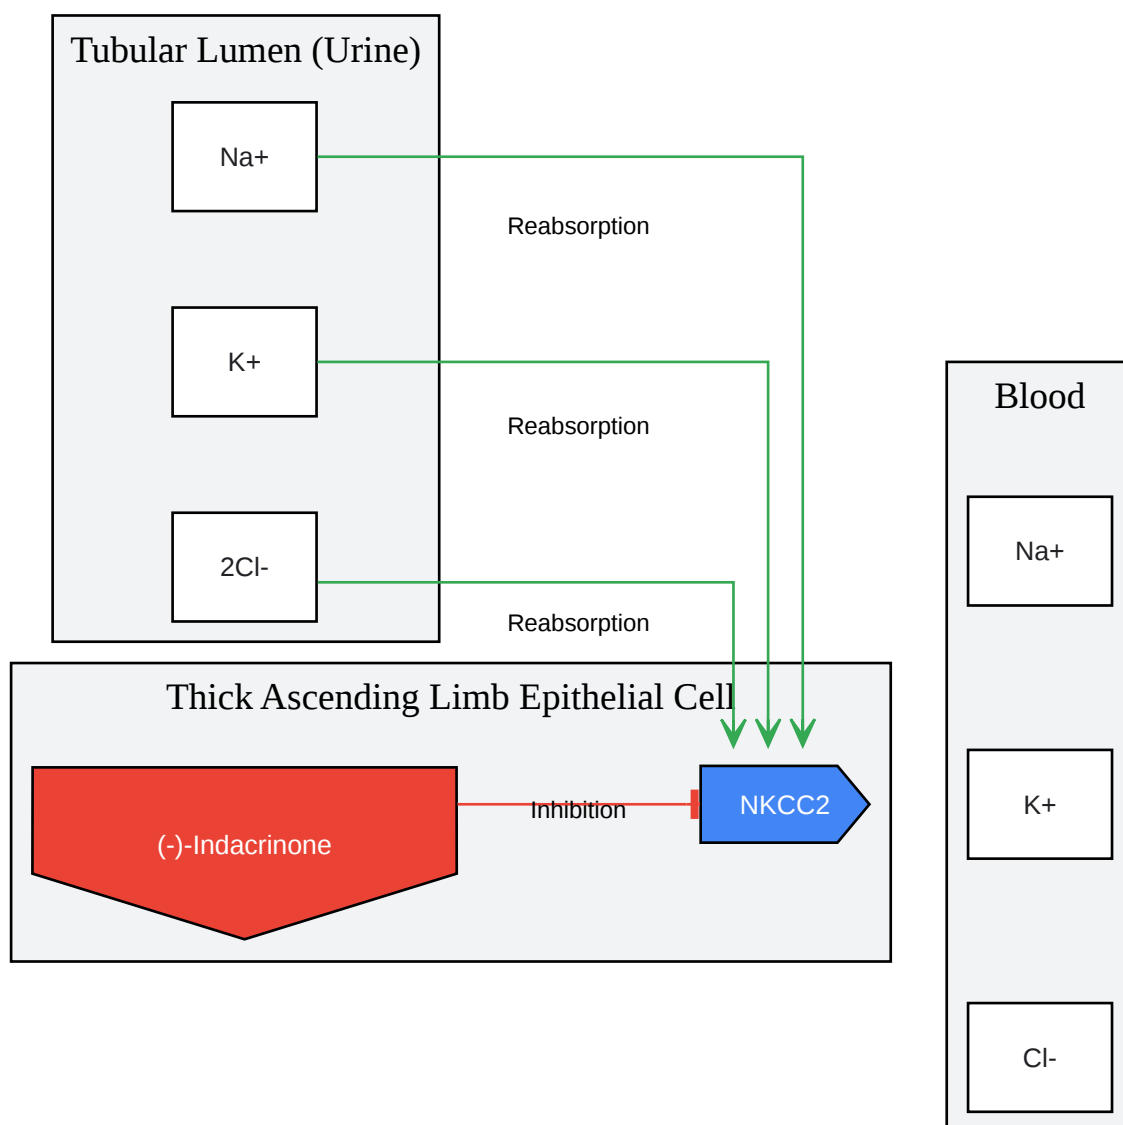 Tubular Lumen (Urine)
Na+
Reabsorption
K+
Reabsorption
2Cl-
Reabsorption
Thick Ascending Limb Epithelial Cell
(-)-Indacrinone
Inhibition
NKCC2
Blood
Na+
K+
Cl-